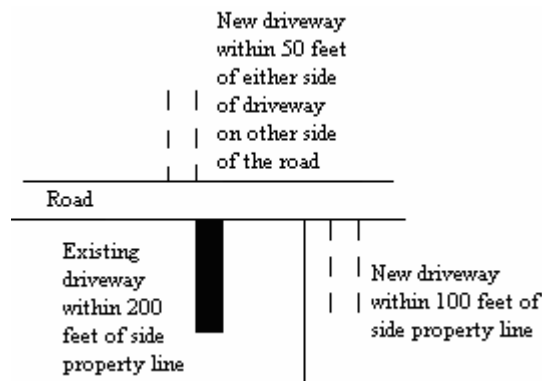 New driveway
within 50 feet
of either side
of driveway
on other side
of the road
Road
Existing
driveway
within 200
feet of side
property line
New driveway
within 100 feet of
side property line